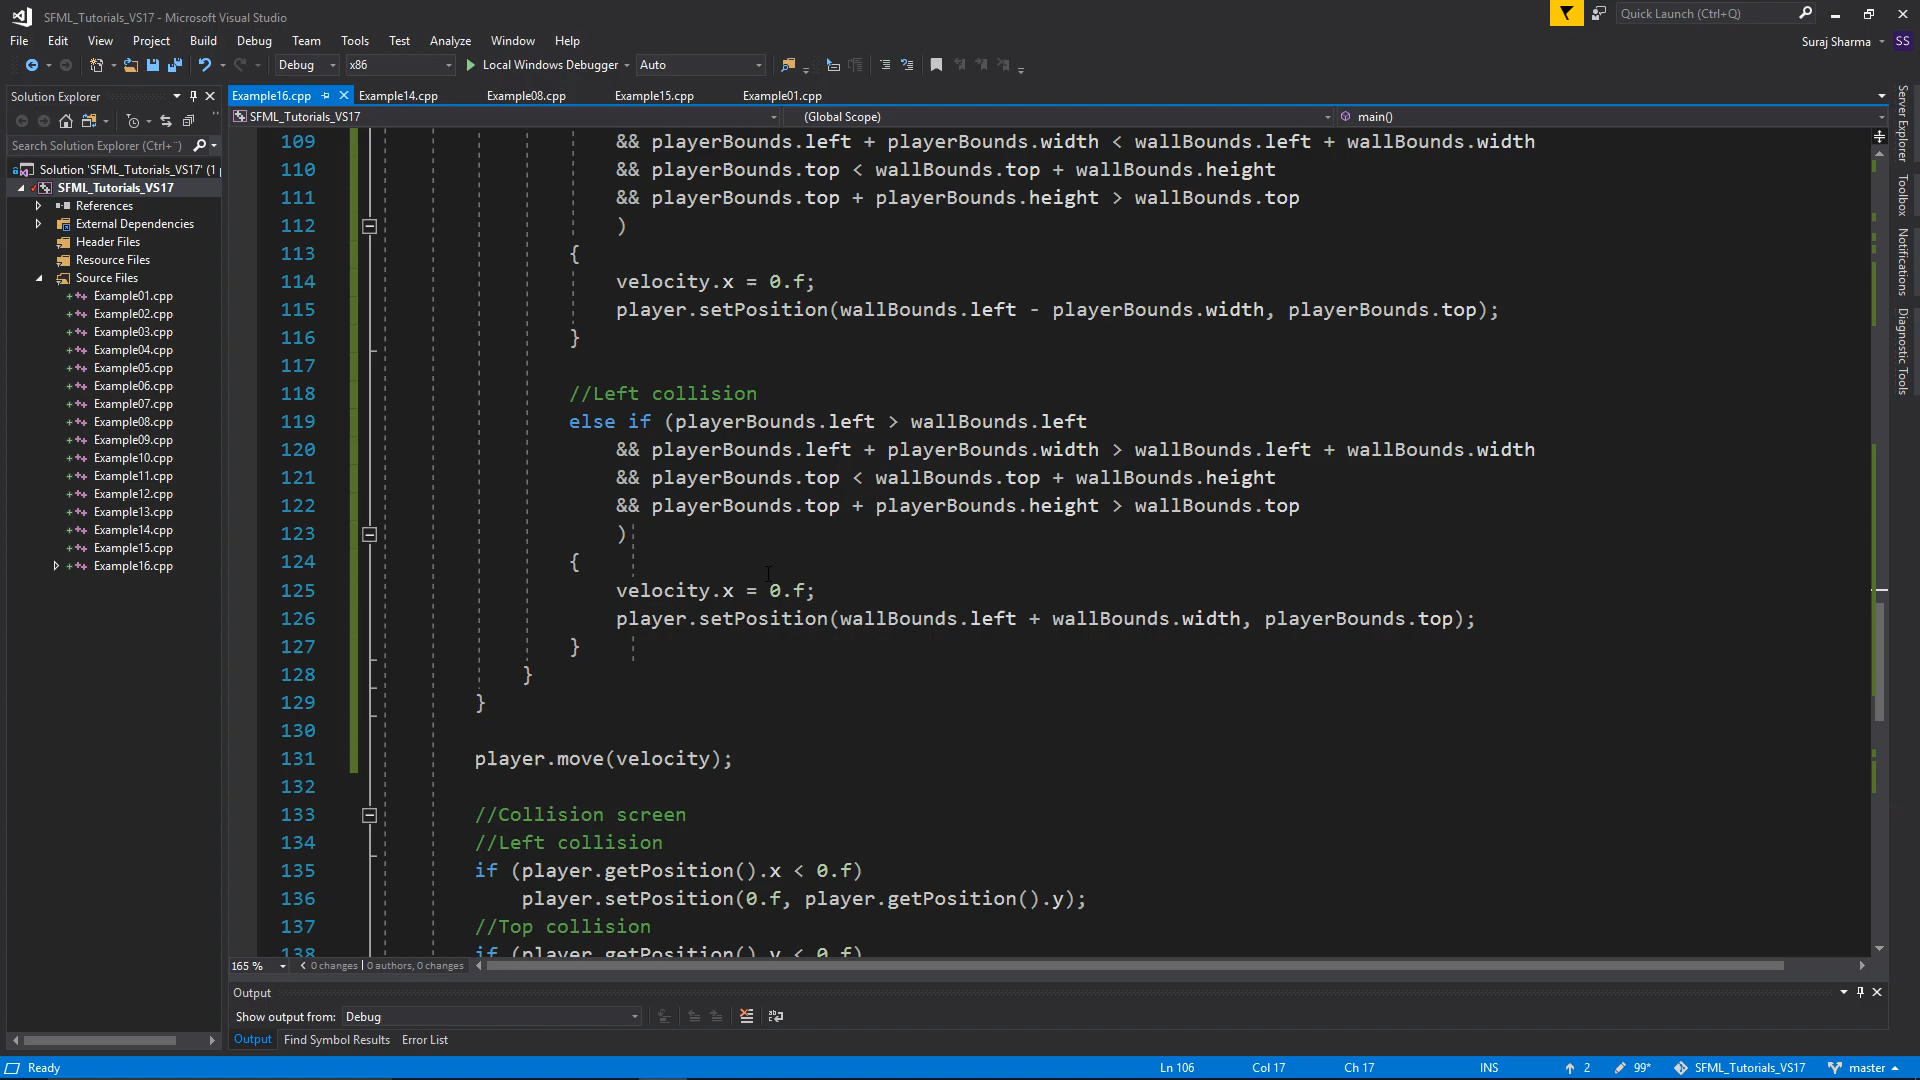 SFML_Tutorials_VS17 - Microsoft Visual Studio
Quick Launch (Ctrl+Q)
File Edit View Project Build Debug Team Tools Test Analyze Window Help
Suraj Sharma SS
Debug x86 Local Windows Debugger Auto
Solution Explorer
Example16.cpp Example14.cpp Example08.cpp Example15.cpp Example01.cpp
SFML_Tutorials_VS17 (Global Scope) main()
Search Solution Explorer (Ctrl+¨)
Solution 'SFML_Tutorials_VS17' (1
SFML_Tutorials_VS17
References
External Dependencies
Header Files
Resource Files
Source Files
Example01.cpp
Example02.cpp
Example03.cpp
Example04.cpp
Example05.cpp
Example06.cpp
Example07.cpp
Example08.cpp
Example09.cpp
Example10.cpp
Example11.cpp
Example12.cpp
Example13.cpp
Example14.cpp
Example15.cpp
Example16.cpp
109 && playerBounds.left + playerBounds.width < wallBounds.left + wallBounds.width
110 && playerBounds.top < wallBounds.top + wallBounds.height
111 && playerBounds.top + playerBounds.height > wallBounds.top
112 )
113 {
114 velocity.x = 0.f;
115 player.setPosition(wallBounds.left - playerBounds.width, playerBounds.top);
116 }
117
118 //Left collision
119 else if (playerBounds.left > wallBounds.left
120 && playerBounds.left + playerBounds.width > wallBounds.left + wallBounds.width
121 && playerBounds.top < wallBounds.top + wallBounds.height
122 && playerBounds.top + playerBounds.height > wallBounds.top
123 )
124 {
125 velocity.x = 0.f;
126 player.setPosition(wallBounds.left + wallBounds.width, playerBounds.top);
127 }
128 }
129 }
130
131 player.move(velocity);
132
133 //Collision screen
134 //Left collision
135 if (player.getPosition().x < 0.f)
136 player.setPosition(0.f, player.getPosition().y);
137 //Top collision
138 if (player.getPosition().y < 0.f)
165 % 0 changes | 0 authors, 0 changes
Output
Show output from: Debug
Output Find Symbol Results Error List
Server Explorer
Toolbox
Notifications
Diagnostic Tools
Ready Ln 106 Col 17 Ch 17 INS 2 99* SFML_Tutorials_VS17 master